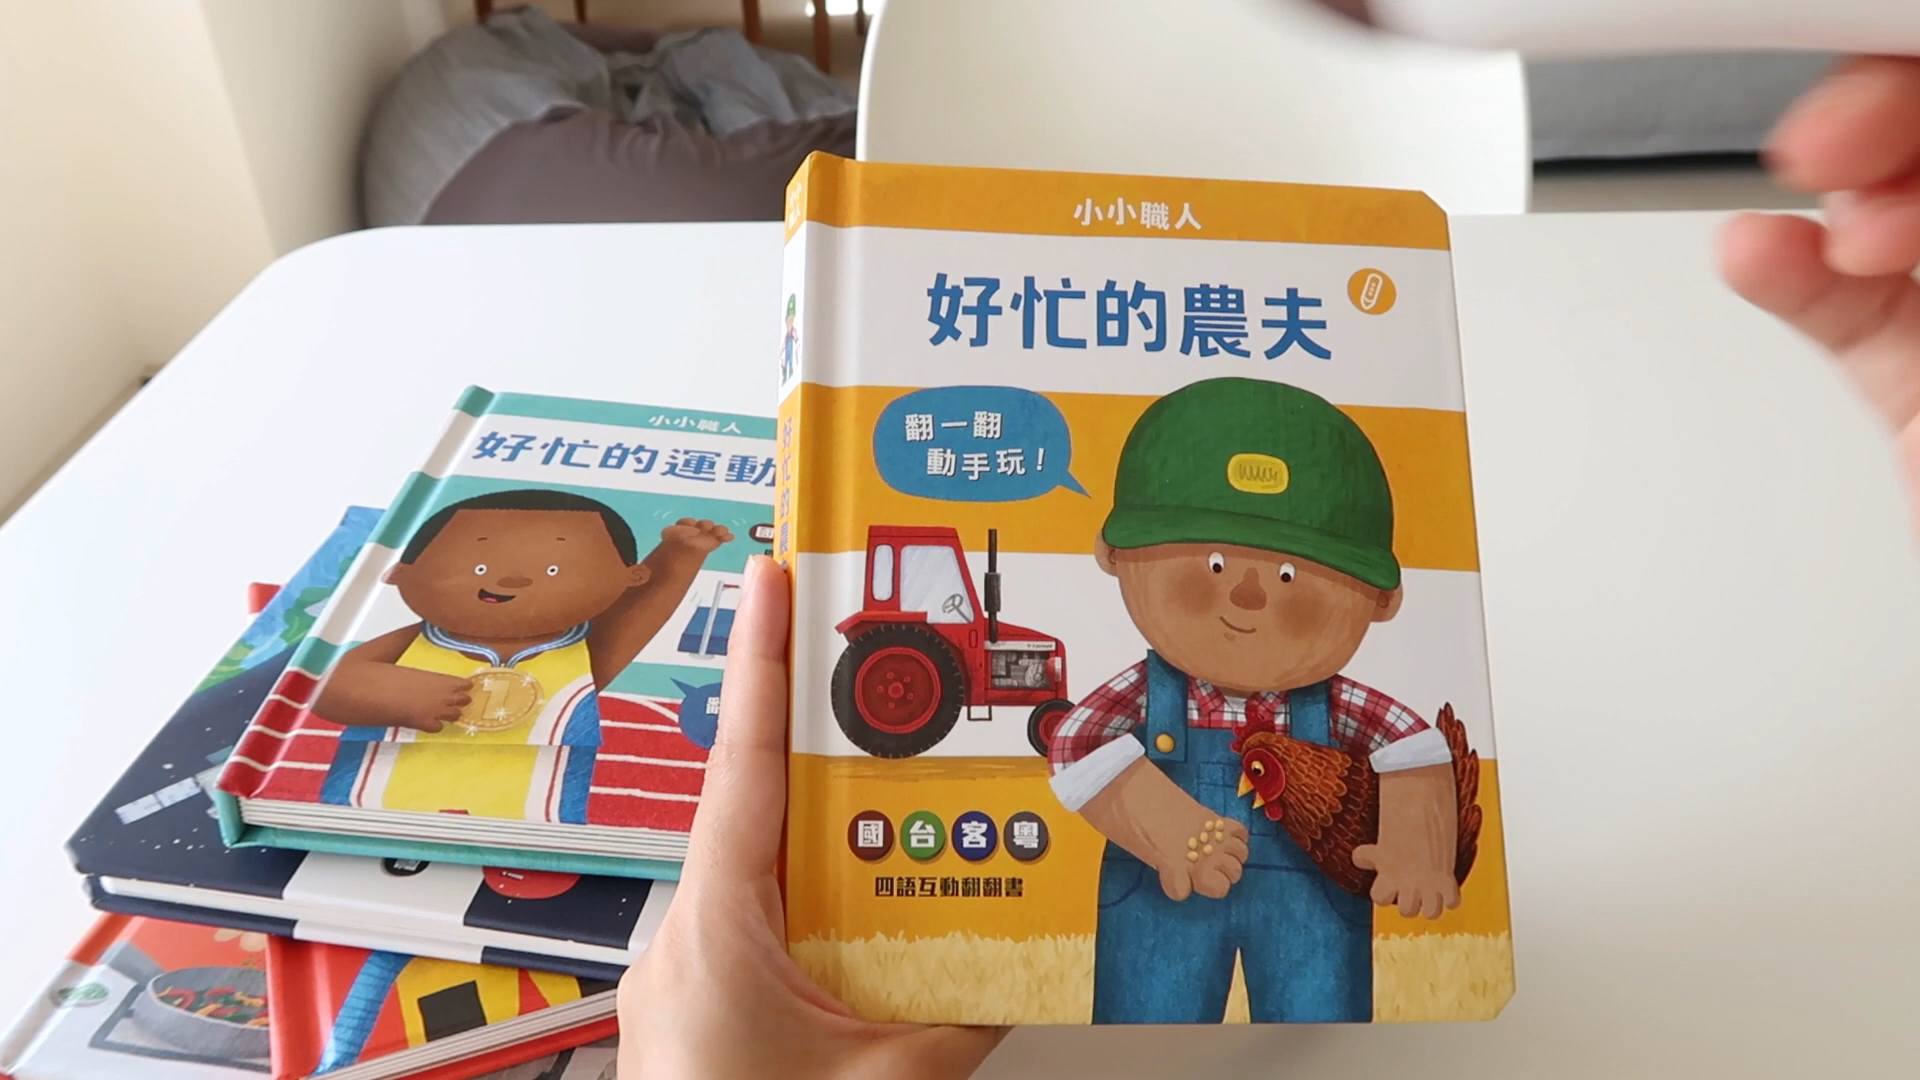 小小職人
好忙的農夫
翻一翻
動手玩！
國台客粵
四語互動翻翻書
好忙的農
小小職人
好忙的運動
翻
1